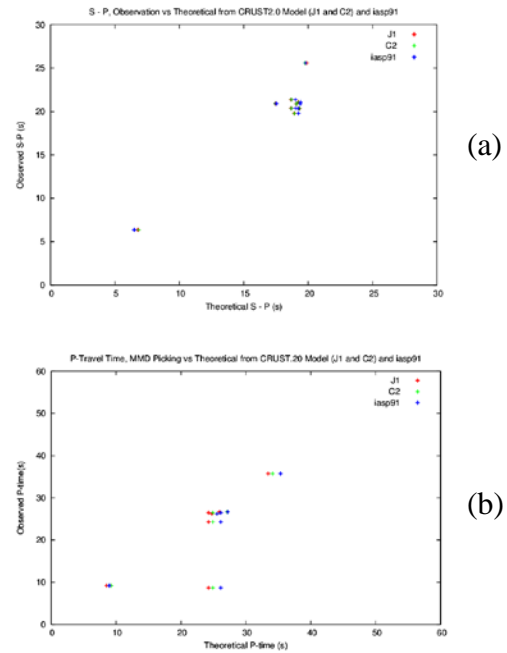 S - P, Observation vs Theoretical from CRUST2.0 Model (J1 and C2) and iasp91
J1
C2
iasp91
30
25
20
15
10
5
0
Observed S-P (s)
0 5 10 15 20 25 30
Theoretical S - P (s)
(a)
P-Travel Time, MMD Picking vs Theoretical from CRUST.20 Model (J1 and C2) and iasp91
J1
C2
iasp91
60
50
40
30
20
10
0
Observed P-time(s)
0 10 20 30 40 50 60
Theoretical P-time (s)
(b)